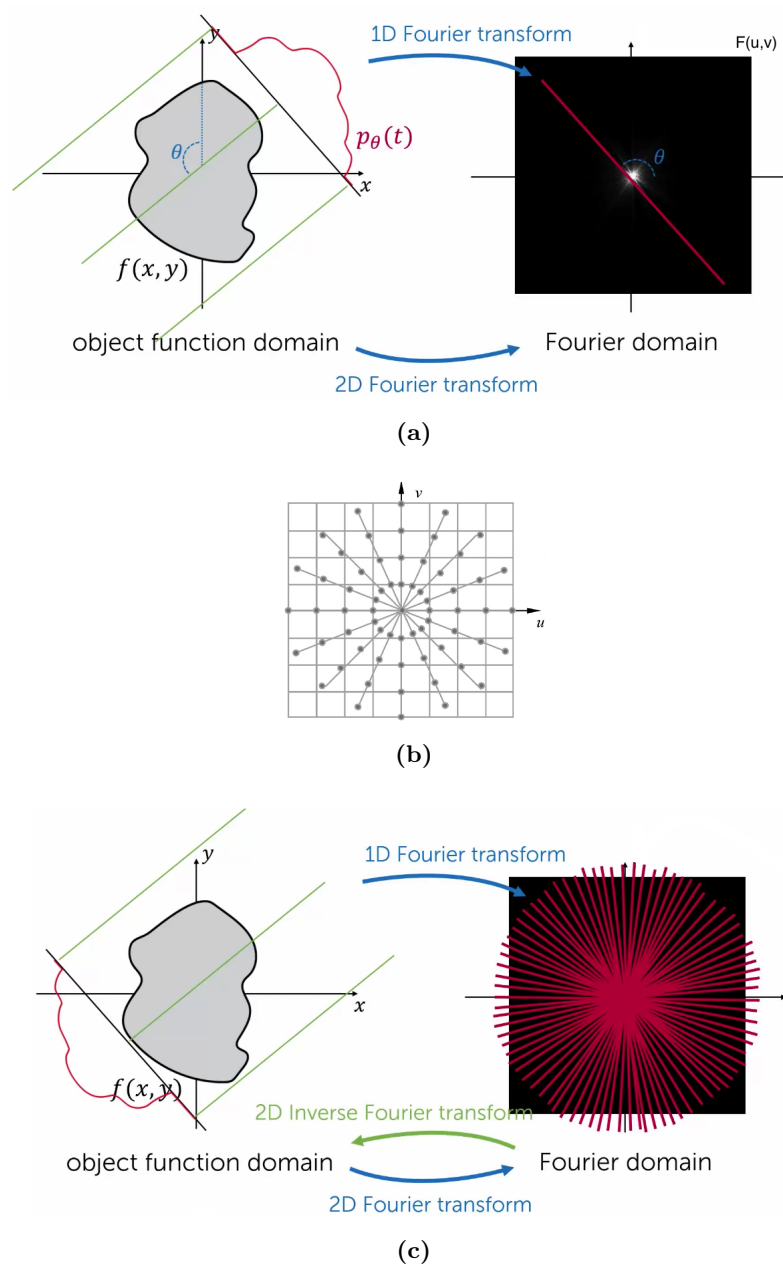 1D Fourier transform
F(u,v)
y
θ
p_θ(t)
θ
x
f(x, y)
object function domain
Fourier domain
2D Fourier transform
(a)
v
u
(b)
y
1D Fourier transform
x
f(x, y)
2D Inverse Fourier transform
object function domain
Fourier domain
2D Fourier transform
(c)